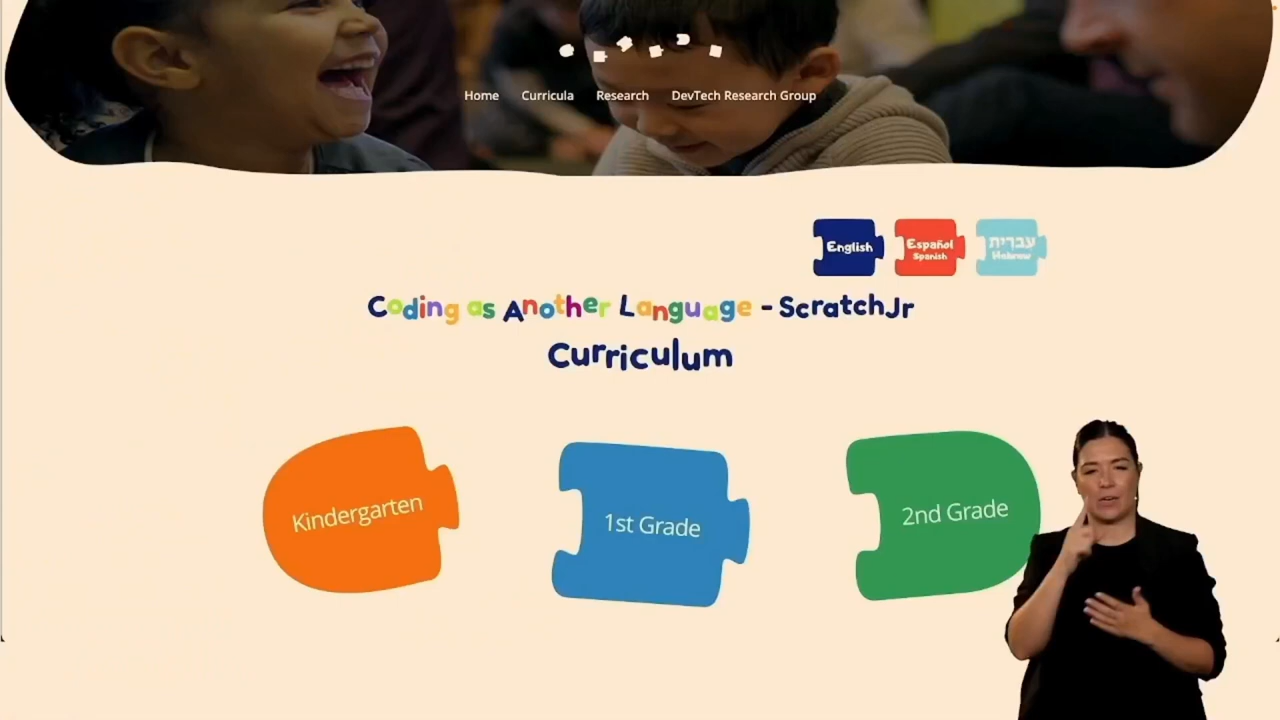 Home Curricula Research DevTech Research Group
English Español עברית
Spanish Hebrew
Coding as Another Language - ScratchJr
Curriculum
Kindergarten 1st Grade 2nd Grade